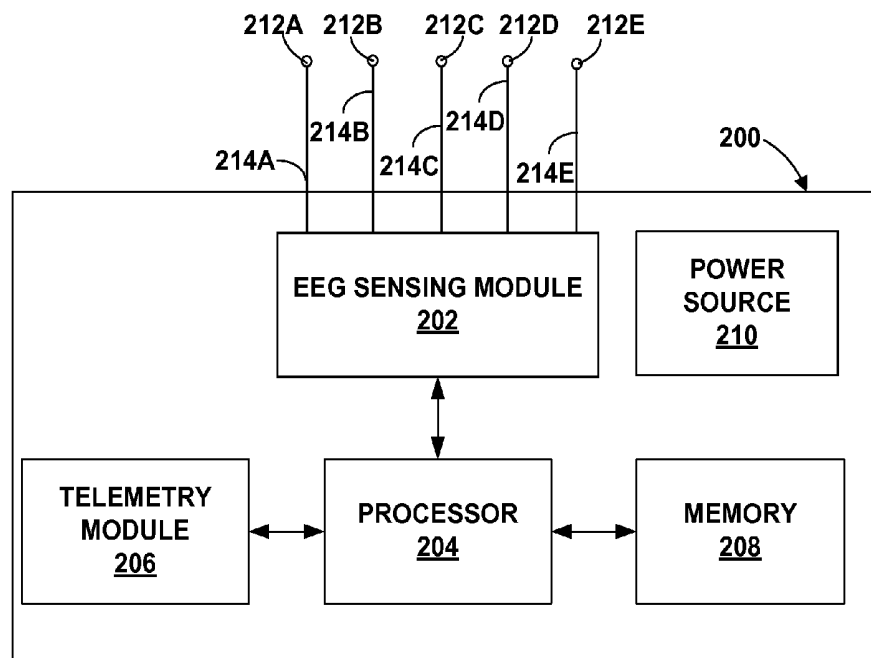 212A 212B 212C 212D 212E
214B
214D
200
214A
214C
214E
EEG SENSING MODULE
202
POWER
SOURCE
210
TELEMETRY
MODULE
206
PROCESSOR
204
MEMORY
208